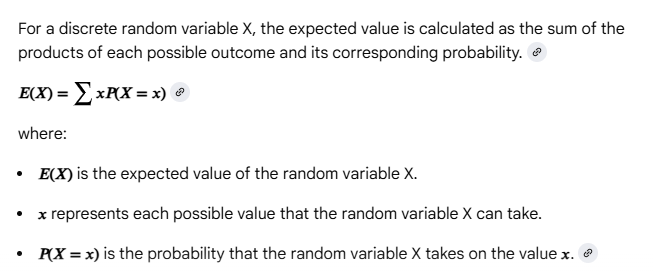 For a discrete random variable X, the expected value is calculated as the sum of the
products of each possible outcome and its corresponding probability.
E(X) = ∑ xP(X = x)
where:
• E(X) is the expected value of the random variable X.
• x represents each possible value that the random variable X can take.
• P(X = x) is the probability that the random variable X takes on the value x.